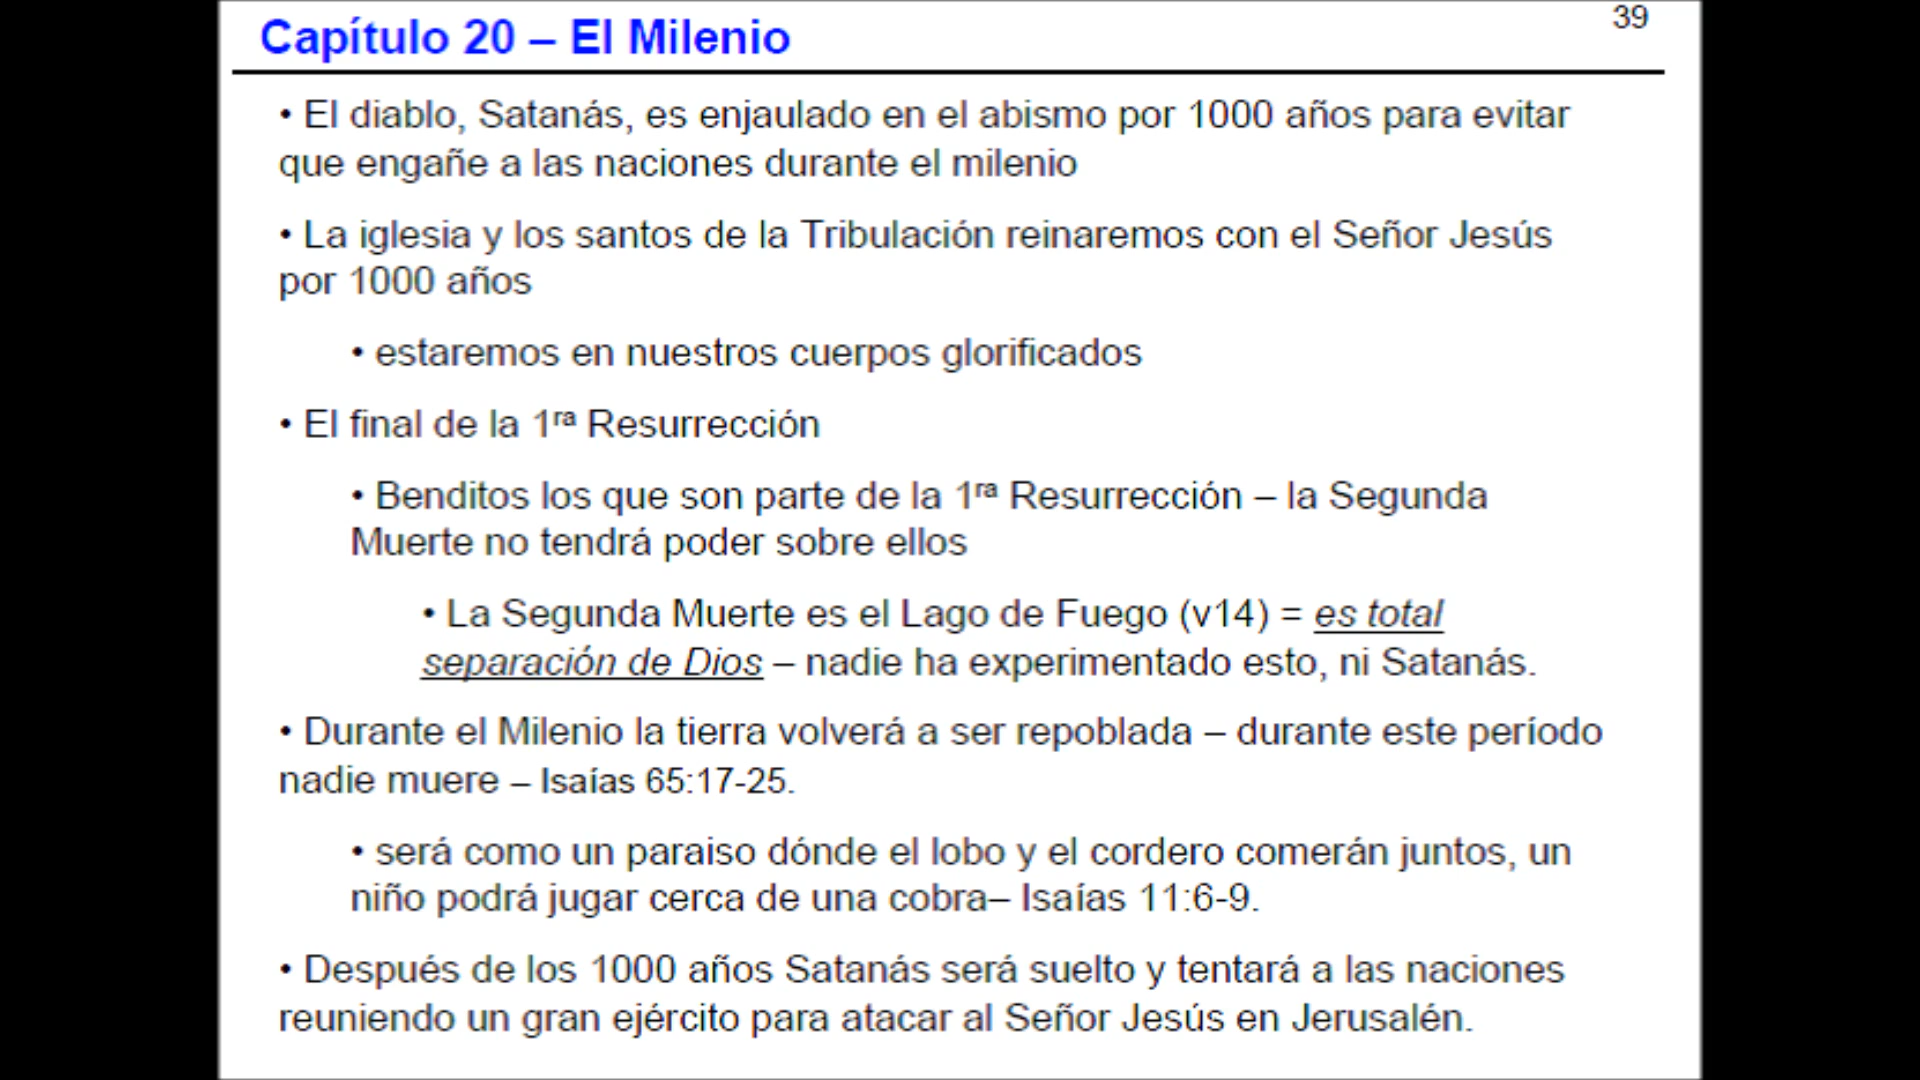 39
Capítulo 20 – El Milenio
• El diablo, Satanás, es enjaulado en el abismo por 1000 años para evitar
que engañe a las naciones durante el milenio
• La iglesia y los santos de la Tribulación reinaremos con el Señor Jesús
por 1000 años
• estaremos en nuestros cuerpos glorificados
• El final de la 1ra Resurrección
• Benditos los que son parte de la 1ra Resurrección – la Segunda
Muerte no tendrá poder sobre ellos
• La Segunda Muerte es el Lago de Fuego (v14) = es total
separación de Dios – nadie ha experimentado esto, ni Satanás.
• Durante el Milenio la tierra volverá a ser repoblada – durante este período
nadie muere – Isaías 65:17-25.
• será como un paraiso dónde el lobo y el cordero comerán juntos, un
niño podrá jugar cerca de una cobra– Isaías 11:6-9.
• Después de los 1000 años Satanás será suelto y tentará a las naciones
reuniendo un gran ejército para atacar al Señor Jesús en Jerusalén.